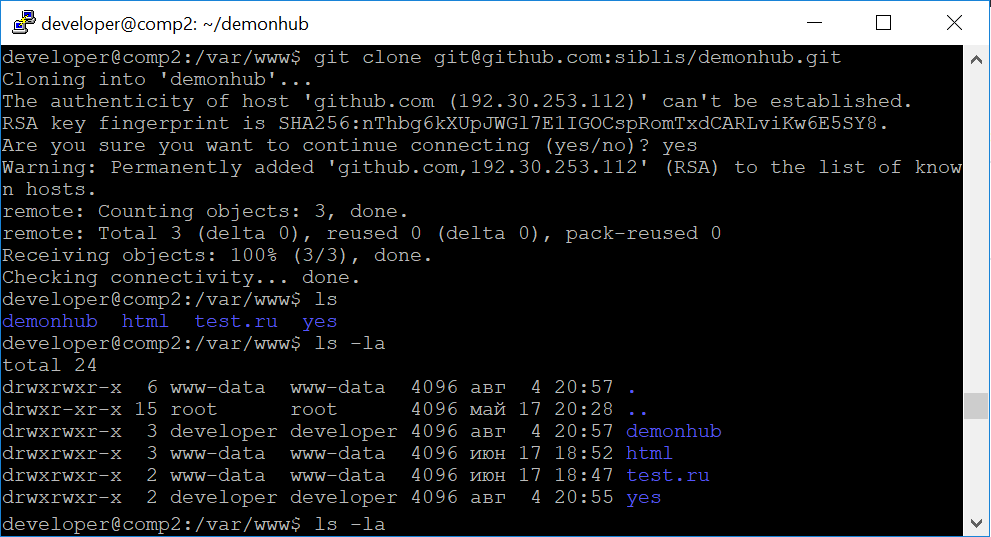 developer@comp2: ~/demonhub
developer@comp2:/var/www$ git clone git@github.com:siblis/demonhub.git
Cloning into 'demonhub'...
The authenticity of host 'github.com (192.30.253.112)' can't be established.
RSA key fingerprint is SHA256:nThbg6kXUpJWGl7E1IGOCspRomTxdCARLviKw6E5SY8.
Are you sure you want to continue connecting (yes/no)? yes
Warning: Permanently added 'github.com,192.30.253.112' (RSA) to the list of know
n hosts.
remote: Counting objects: 3, done.
remote: Total 3 (delta 0), reused 0 (delta 0), pack-reused 0
Receiving objects: 100% (3/3), done.
Checking connectivity... done.
developer@comp2:/var/www$ ls
demonhub  html  test.ru  yes
developer@comp2:/var/www$ ls -la
total 24
drwxrwxr-x  6 www-data  www-data  4096 авг  4 20:57 .
drwxr-xr-x 15 root      root      4096 май 17 20:28 ..
drwxrwxr-x  3 developer developer 4096 авг  4 20:57 demonhub
drwxrwxr-x  3 www-data  www-data  4096 июн 17 18:52 html
drwxrwxr-x  2 www-data  www-data  4096 июн 17 18:47 test.ru
drwxrwxr-x  2 developer developer 4096 авг  4 20:55 yes
developer@comp2:/var/www$ ls -la